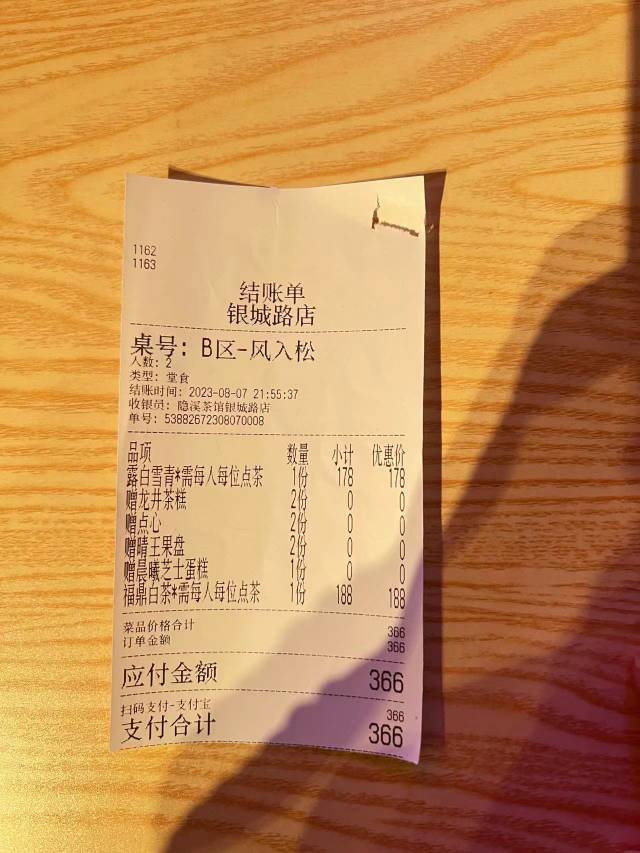 1162
1163
结账单
银城路店
桌号: B区-风入松
人数: 2
类型: 堂食
结账时间: 2023-08-07 21:55:37
收银员: 隐溪茶馆银城路店
单号: 53882672308070008
品项 数量 小计 优惠价
露白雪青*需每人每位点茶 1份 178 178
赠龙井茶糕 2份 0 0
赠点心 2份 0 0
赠晴王果盘 2份 0 0
赠晨曦芝士蛋糕 1份 0 0
福鼎白茶*需每人每位点茶 1份 188 188
菜品价格合计 366
订单金额 366
应付金额 366
扫码支付-支付宝 366
支付合计 366